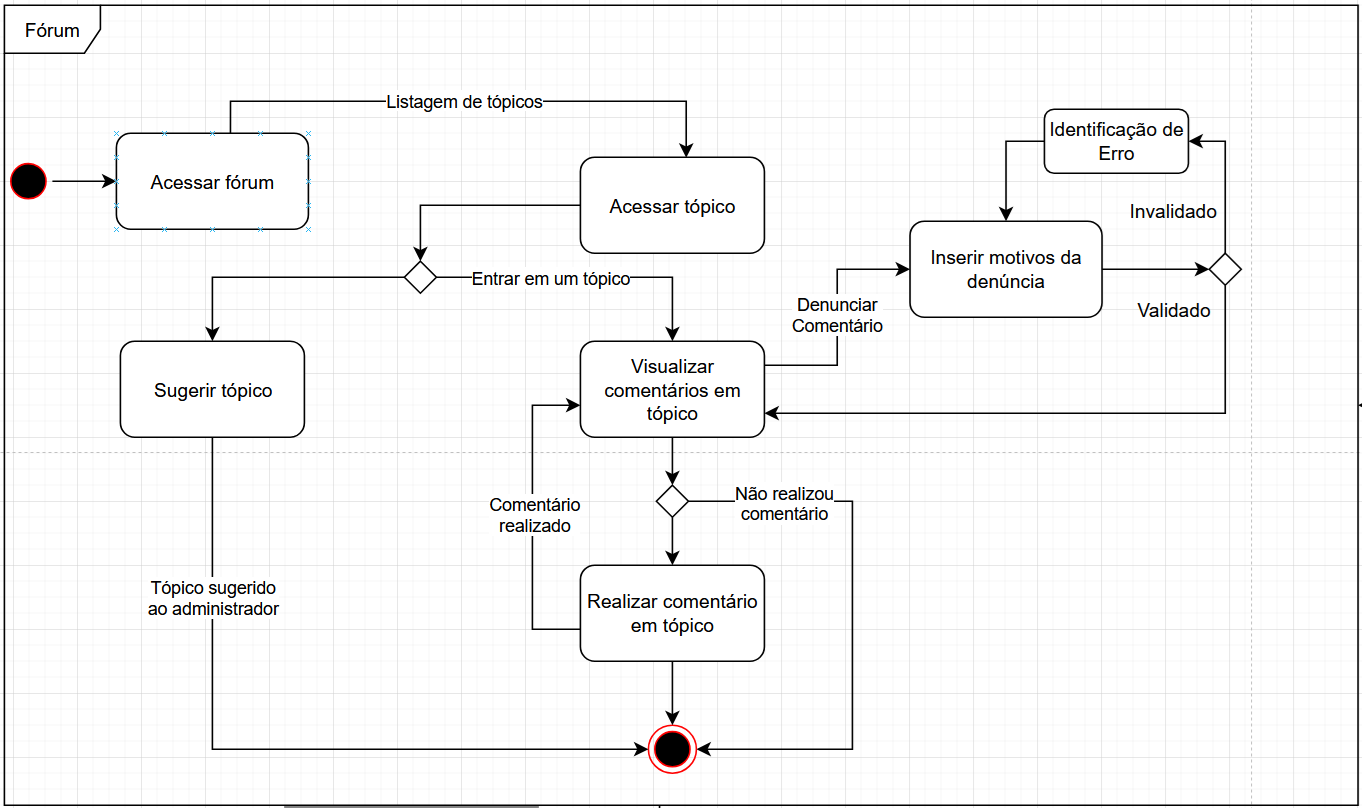 Fórum
Listagem de tópicos
Identificação de
Erro
Acessar fórum
Acessar tópico
Invalidado
Inserir motivos da
denúncia
Entrar em um tópico
Denunciar
Comentário
Validado
Sugerir tópico
Visualizar
comentários em
tópico
Não realizou
comentário
Comentário
realizado
Tópico sugerido
ao administrador
Realizar comentário
em tópico